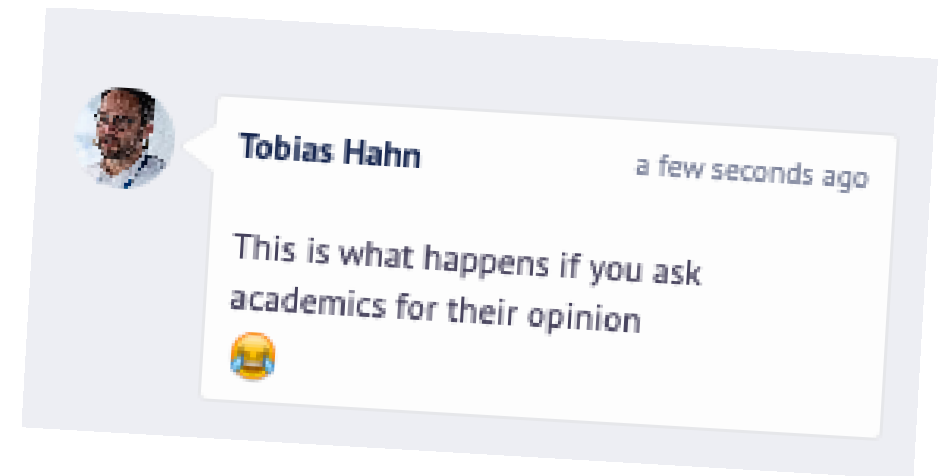 Tobias Hahn a few seconds ago
This is what happens if you ask
academics for their opinion
😂